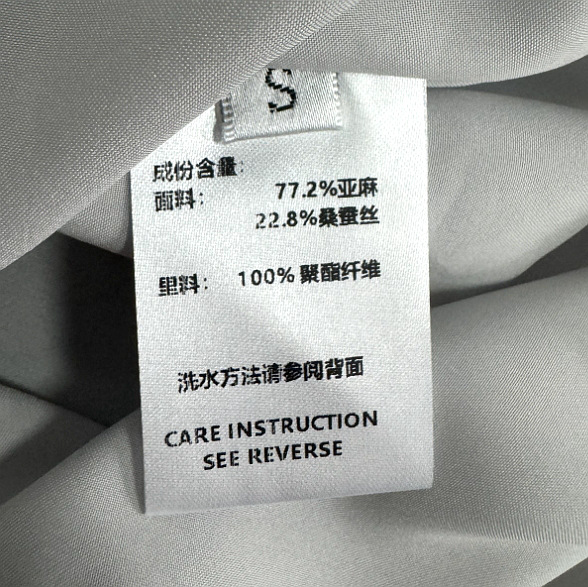 S
成份含量：
面料： 77.2%亚麻
22.8%桑蚕丝
里料： 100% 聚酯纤维
洗水方法请参阅背面
CARE INSTRUCTION
SEE REVERSE